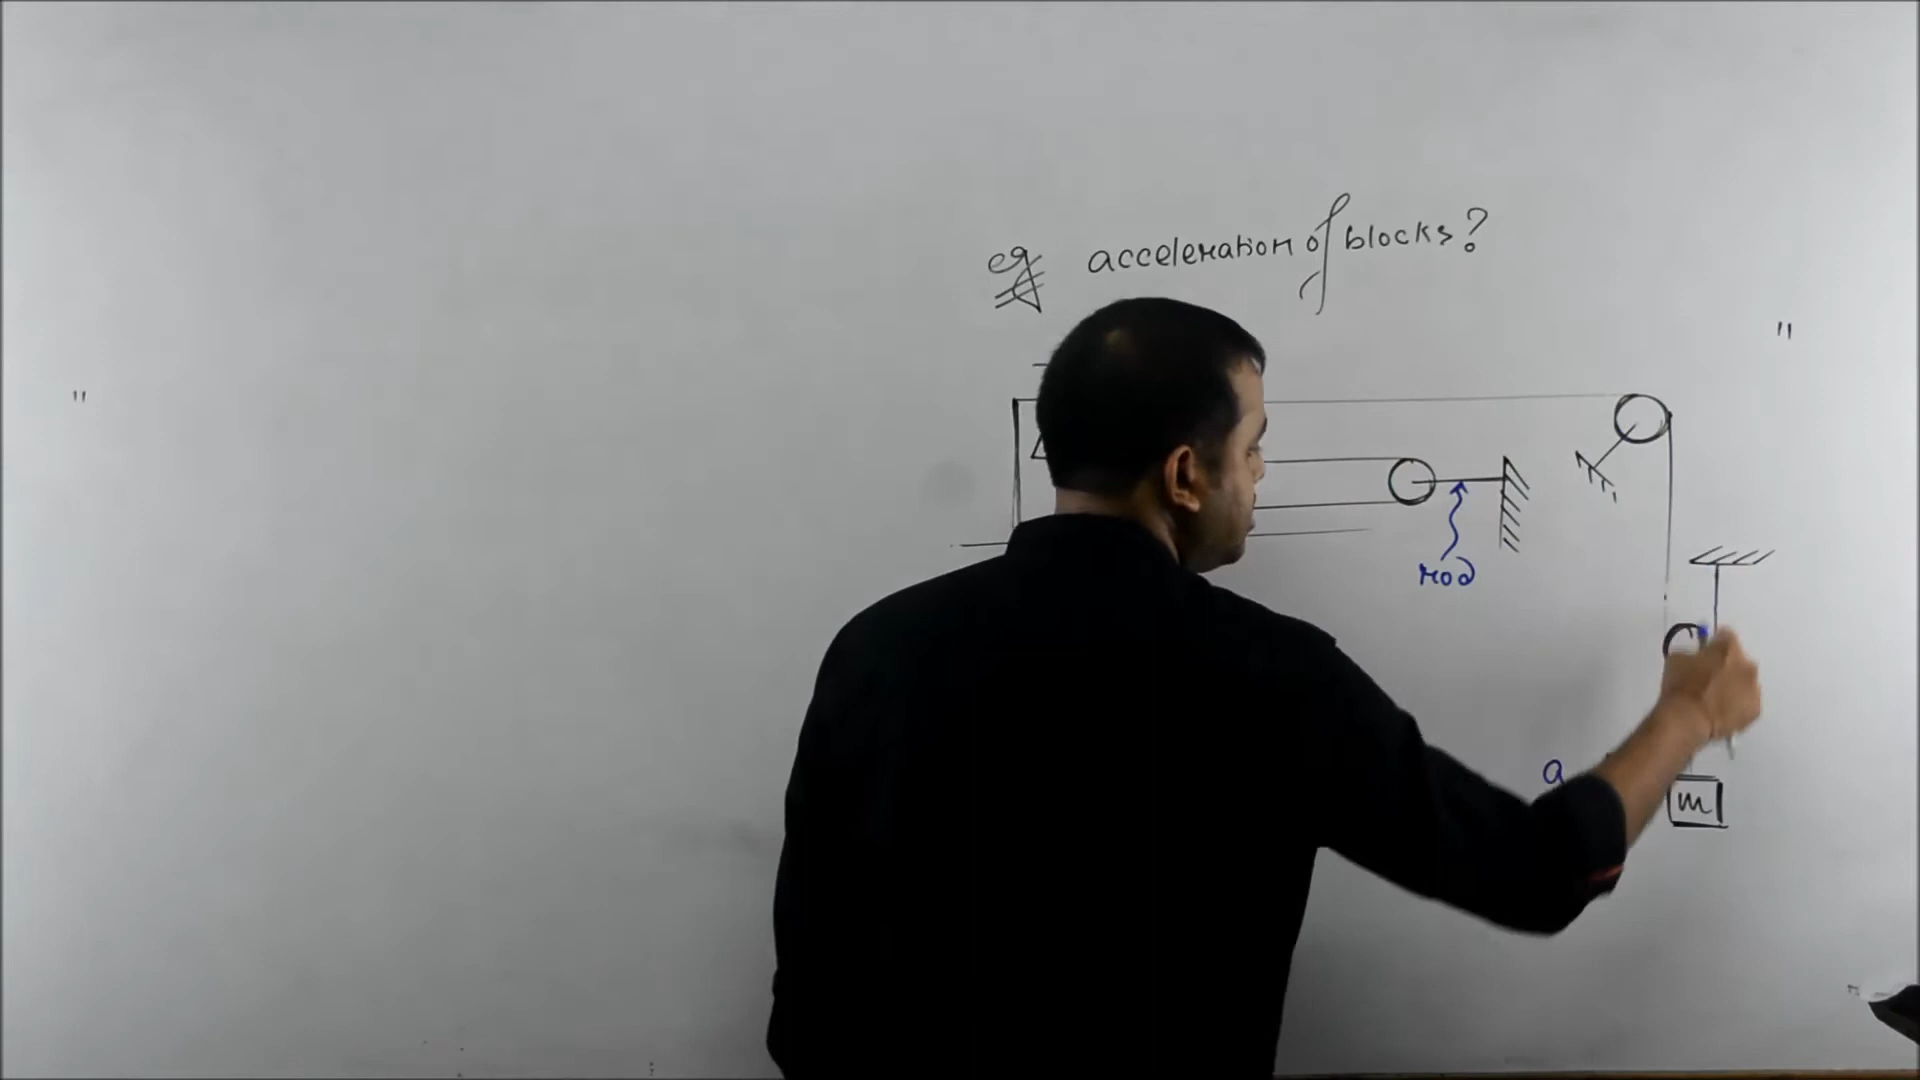 eg acceleration of blocks?
rod
a
m